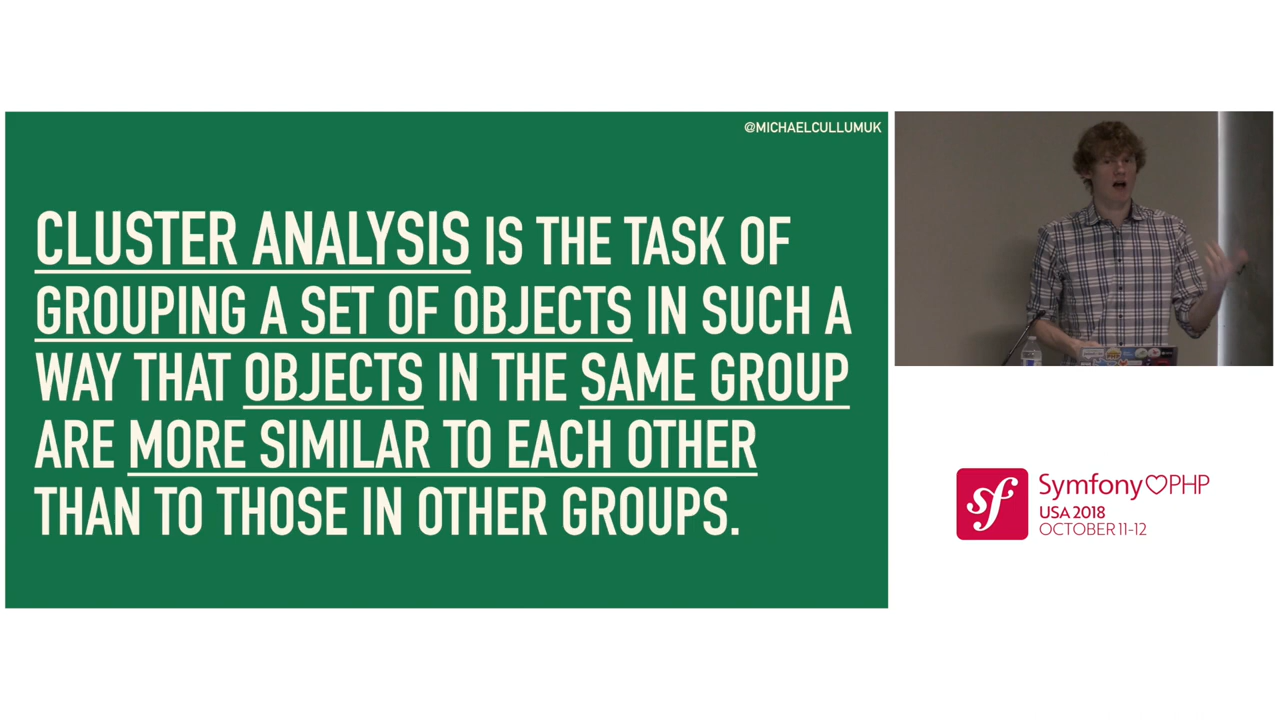 @MICHAELCULLUMUK
CLUSTER ANALYSIS IS THE TASK OF
GROUPING A SET OF OBJECTS IN SUCH A
WAY THAT OBJECTS IN THE SAME GROUP
ARE MORE SIMILAR TO EACH OTHER
THAN TO THOSE IN OTHER GROUPS.
sf
Symfony♡PHP
USA 2018
OCTOBER 11-12